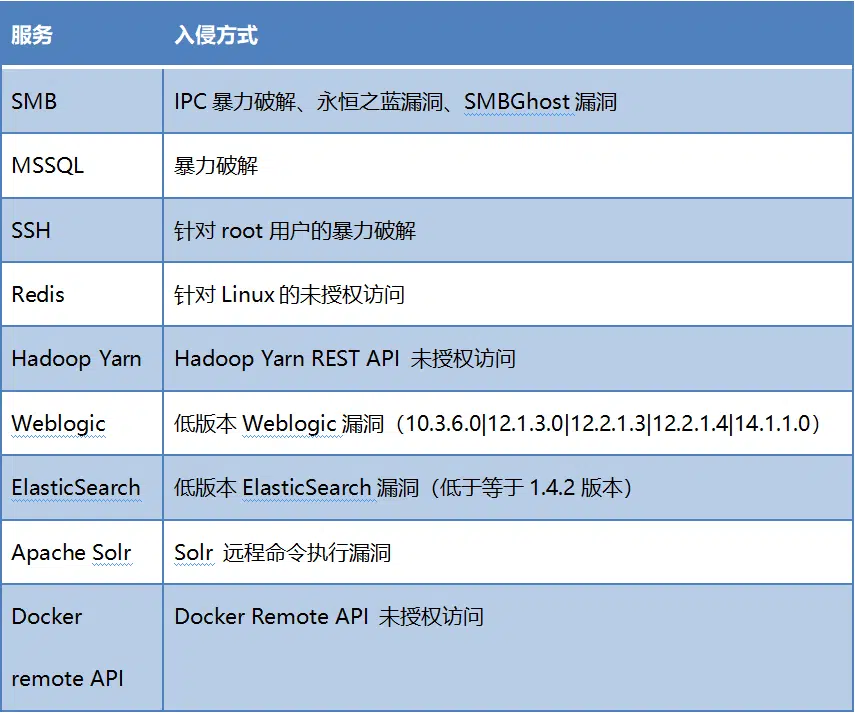 服务 入侵方式
SMB IPC 暴力破解、永恒之蓝漏洞、SMBGhost 漏洞
MSSQL 暴力破解
SSH 针对 root 用户的暴力破解
Redis 针对 Linux 的未授权访问
Hadoop Yarn Hadoop Yarn REST API 未授权访问
Weblogic 低版本 Weblogic 漏洞（10.3.6.0|12.1.3.0|12.2.1.3|12.2.1.4|14.1.1.0）
ElasticSearch 低版本 ElasticSearch 漏洞（低于等于 1.4.2 版本）
Apache Solr Solr 远程命令执行漏洞
Docker Docker Remote API 未授权访问
remote API